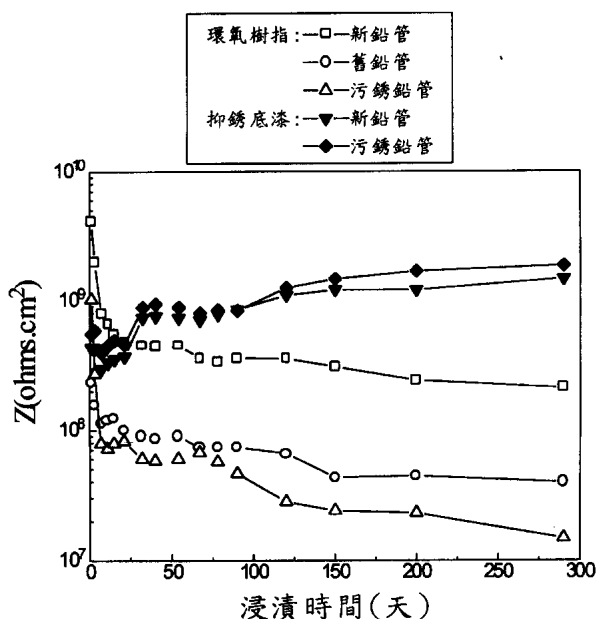 環氧樹指:—□—新鉛管
—○—舊鉛管
—△—污銹鉛管
抑銹底漆:—▼—新鉛管
—◆—污銹鉛管
10¹⁰
10⁹
10⁸
10⁷
Z(ohms.cm²)
0 50 100 150 200 250 300
浸漬時間(天)